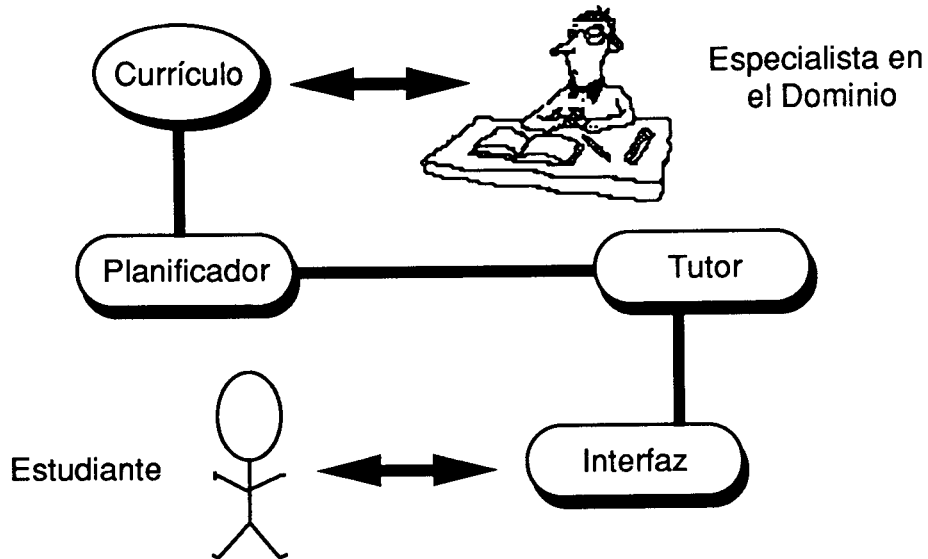 Currículo
Especialista en
el Dominio
Planificador
Tutor
Estudiante
Interfaz